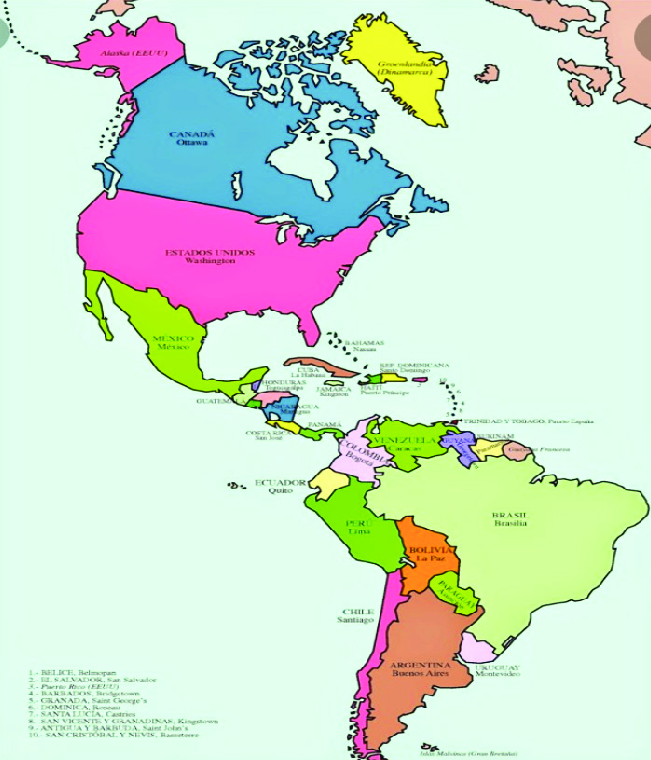 Alaska (EEUU)
Groenlandia
(Dinamarca)
CANADÁ
Ottawa
ESTADOS UNIDOS
Washington
MÉXICO
México
BAHAMAS
Nassau
CUBA
La Habana
REP. DOMINICANA
Santo Domingo
JAMAICA
Kingston
HAITÍ
Puerto Príncipe
HONDURAS
Tegucigalpa
GUATEMALA
NICARAGUA
Managua
COSTA RICA
San José
PANAMÁ
TRINIDAD Y TOBAGO, Puerto España
VENEZUELA
Caracas
GUYANA
SURINAM
Guayana Francesa
COLOMBIA
Bogotá
ECUADOR
Quito
PERÚ
Lima
BRASIL
Brasilia
BOLIVIA
La Paz
PARAGUAY
CHILE
Santiago
ARGENTINA
Buenos Aires
URUGUAY
Montevideo
1.- BELICE, Belmopan
2.- EL SALVADOR, San Salvador
3.- Puerto Rico (EEUU)
4.- BARBADOS, Bridgetown
5.- GRANADA, Saint George's
6.- DOMINICA, Roseau
7.- SANTA LUCÍA, Castries
8.- SAN VICENTE Y GRANADINAS, Kingstown
9.- ANTIGUA Y BARBUDA, Saint John's
10.- SAN CRISTÓBAL Y NEVIS, Basseterre
Islas Malvinas (Gran Bretaña)